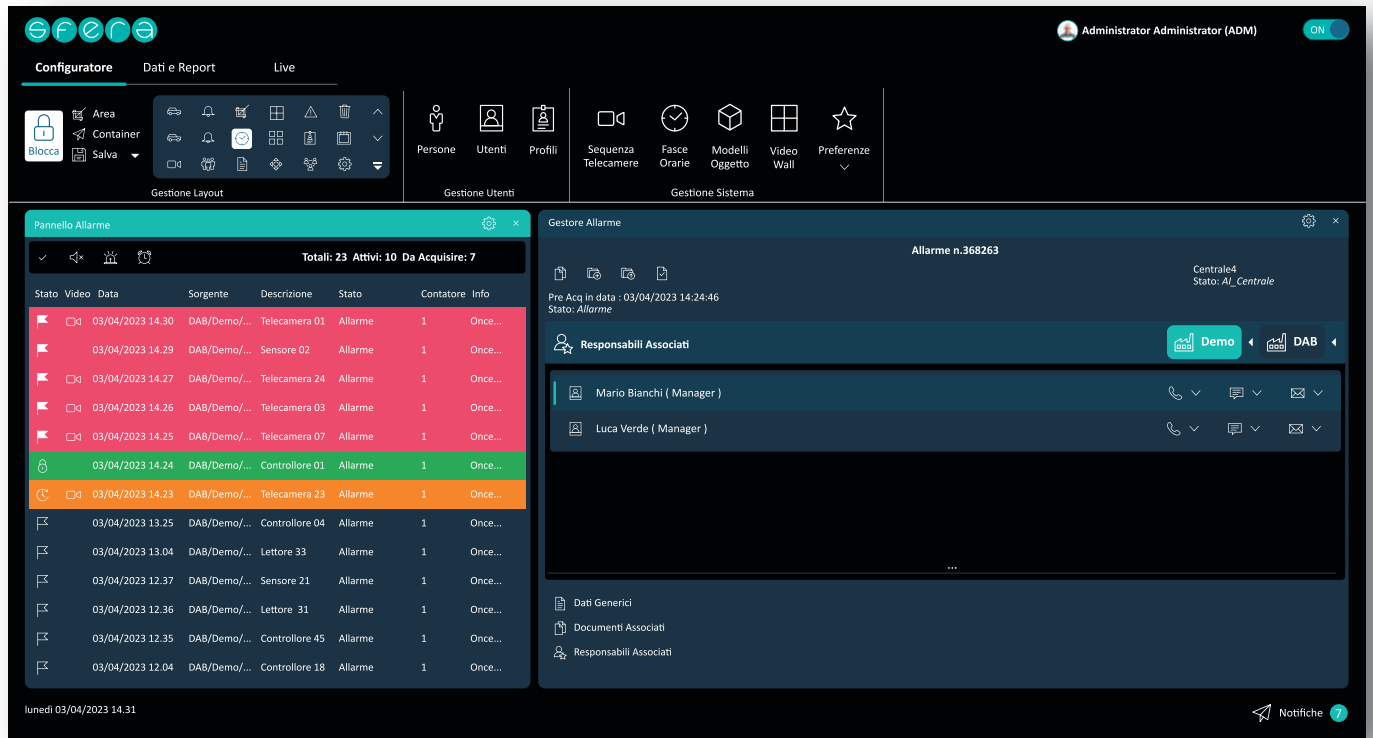 sfera
Administrator Administrator (ADM)
ON
Configuratore Dati e Report Live
Blocca
Area
Container
Salva
Gestione Layout
Persone Utenti Profili
Gestione Utenti
Sequenza Telecamere
Fasce Orarie
Modelli Oggetto
Video Wall
Preferenze
Gestione Sistema
Pannello Allarme
Totali: 23 Attivi: 10 Da Acquisire: 7
Stato Video Data Sorgente Descrizione Stato Contatore Info
03/04/2023 14.30 DAB/Demo/... Telecamera 01 Allarme 1 Once...
03/04/2023 14.29 DAB/Demo/... Sensore 02 Allarme 1 Once...
03/04/2023 14.27 DAB/Demo/... Telecamera 24 Allarme 1 Once...
03/04/2023 14.26 DAB/Demo/... Telecamera 03 Allarme 1 Once...
03/04/2023 14.25 DAB/Demo/... Telecamera 07 Allarme 1 Once...
03/04/2023 14.24 DAB/Demo/... Controllore 01 Allarme 1 Once...
03/04/2023 14.23 DAB/Demo/... Telecamera 23 Allarme 1 Once...
03/04/2023 13.25 DAB/Demo/... Controllore 04 Allarme 1 Once...
03/04/2023 13.04 DAB/Demo/... Lettore 33 Allarme 1 Once...
03/04/2023 12.37 DAB/Demo/... Sensore 21 Allarme 1 Once...
03/04/2023 12.36 DAB/Demo/... Lettore 31 Allarme 1 Once...
03/04/2023 12.35 DAB/Demo/... Controllore 45 Allarme 1 Once...
03/04/2023 12.04 DAB/Demo/... Controllore 18 Allarme 1 Once...
Gestore Allarme
Allarme n.368263
Centrale4
Stato: Al_Centrale
Pre Acq in data : 03/04/2023 14:24:46
Stato: Allarme
Responsabili Associati
Demo
DAB
Mario Bianchi ( Manager )
Luca Verde ( Manager )
...
Dati Generici
Documenti Associati
Responsabili Associati
lunedì 03/04/2023 14.31
Notifiche 7